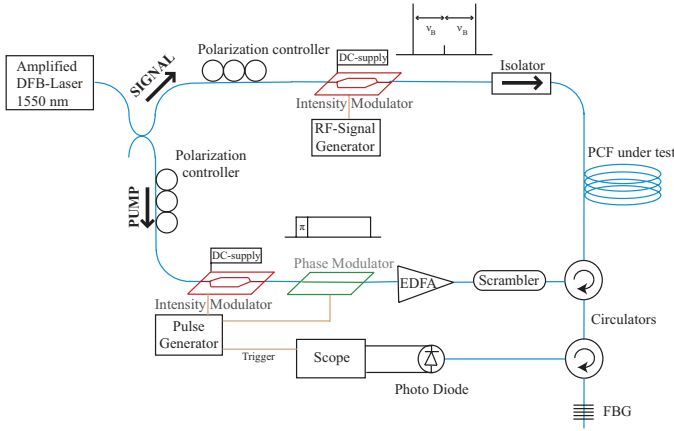 Amplified
DFB-Laser
1550 nm
SIGNAL
Polarization controller
DC-supply
Intensity Modulator
RF-Signal
Generator
ν_B ν_B
Isolator
PCF under test
Polarization
controller
PUMP
π
DC-supply
Phase Modulator
Intensity Modulator
EDFA
Scrambler
Circulators
Pulse
Generator
Trigger
Scope
Photo Diode
FBG